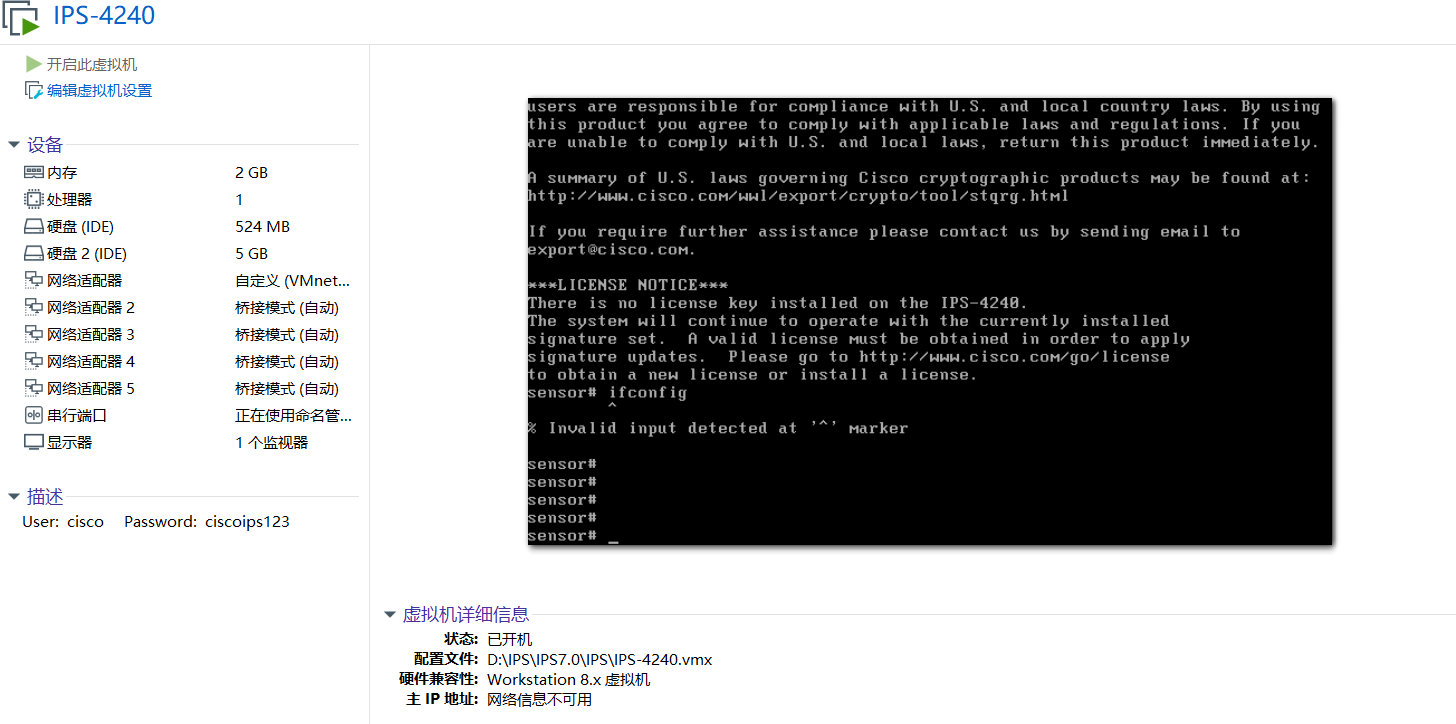 IPS-4240
开启此虚拟机
编辑虚拟机设置
设备
内存 2 GB
处理器 1
硬盘 (IDE) 524 MB
硬盘 2 (IDE) 5 GB
网络适配器 自定义 (VMnet...
网络适配器 2 桥接模式 (自动)
网络适配器 3 桥接模式 (自动)
网络适配器 4 桥接模式 (自动)
网络适配器 5 桥接模式 (自动)
串行端口 正在使用命名管...
显示器 1 个监视器
描述
User: cisco Password: ciscoips123
users are responsible for compliance with U.S. and local country laws. By using
this product you agree to comply with applicable laws and regulations. If you
are unable to comply with U.S. and local laws, return this product immediately.
A summary of U.S. laws governing Cisco cryptographic products may be found at:
http://www.cisco.com/wwl/export/crypto/tool/stqrg.html
If you require further assistance please contact us by sending email to
export@cisco.com.
***LICENSE NOTICE***
There is no license key installed on the IPS-4240.
The system will continue to operate with the currently installed
signature set. A valid license must be obtained in order to apply
signature updates. Please go to http://www.cisco.com/go/license
to obtain a new license or install a license.
sensor# ifconfig
^
% Invalid input detected at '^' marker
sensor#
sensor#
sensor#
sensor#
sensor# _
虚拟机详细信息
状态: 已开机
配置文件: D:\IPS\IPS7.0\IPS\IPS-4240.vmx
硬件兼容性: Workstation 8.x 虚拟机
主 IP 地址: 网络信息不可用